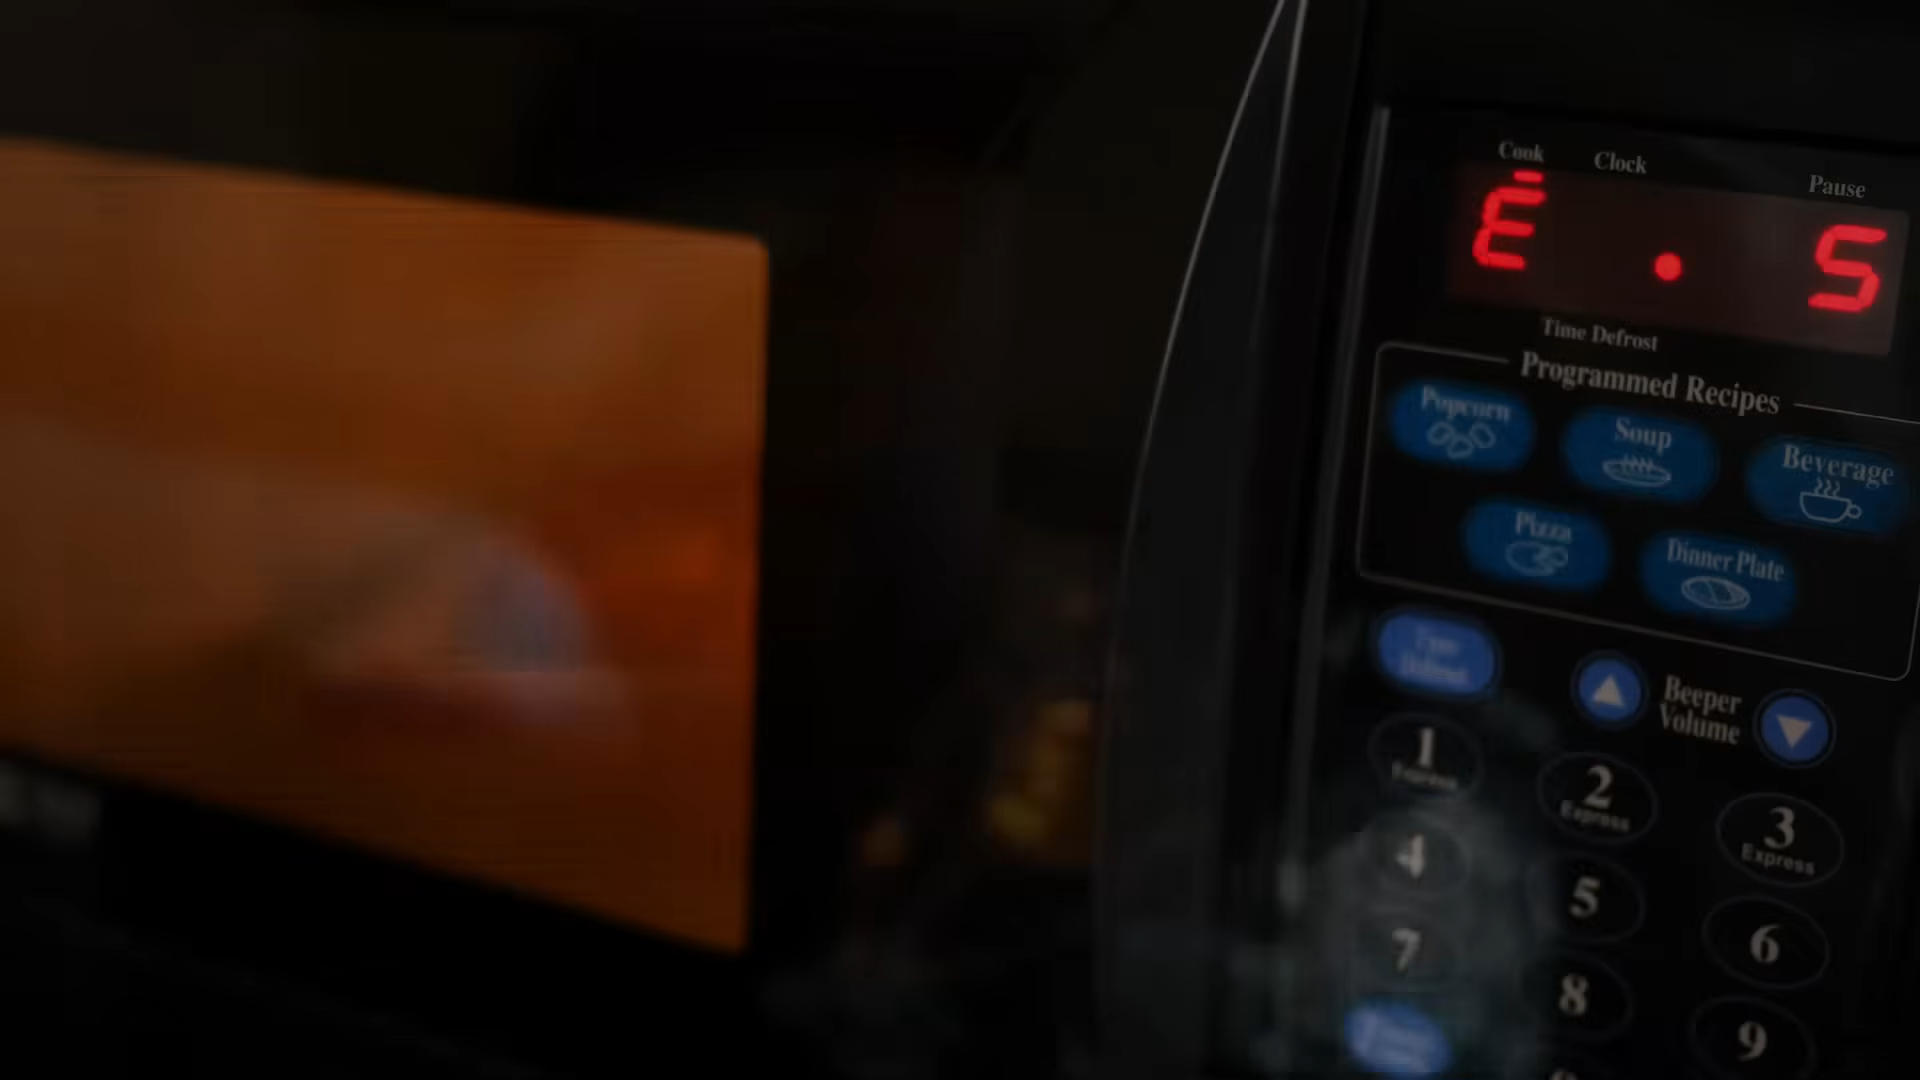 Cook Clock Pause
E . 5
Time Defrost
Programmed Recipes
Popcorn Soup Beverage
Pizza Dinner Plate
Beeper
Volume
1 2 3
Express Express Express
4 5 6
7 8 9